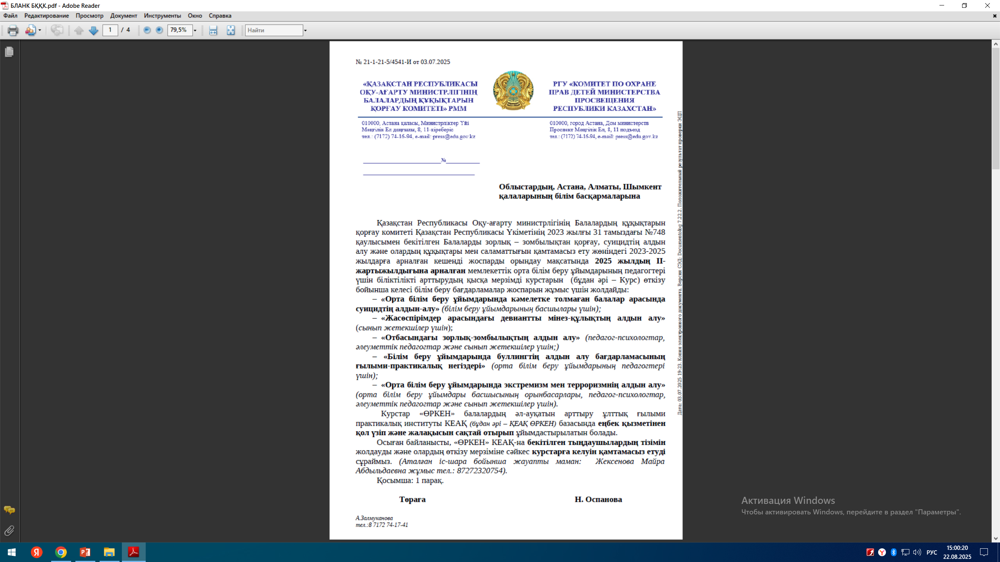 БЛАНК БҚҚК.pdf - Adobe Reader
Файл Редактирование Просмотр Документ Инструменты Окно Справка
1 / 4 79,5% Найти
№ 21-1-21-5/4541-И от 03.07.2025
«ҚАЗАҚСТАН РЕСПУБЛИКАСЫ
ОҚУ-АҒАРТУ МИНИСТРЛІГІНІҢ
БАЛАЛАРДЫҢ ҚҰҚЫҚТАРЫН
ҚОРҒАУ КОМИТЕТІ» РММ
РГУ «КОМИТЕТ ПО ОХРАНЕ
ПРАВ ДЕТЕЙ МИНИСТЕРСТВА
ПРОСВЕЩЕНИЯ
РЕСПУБЛИКИ КАЗАХСТАН»
010000, Астана қаласы, Министрліктер Үйі
Мәңгілік Ел даңғылы, 8, 11-кіреберіс
тел.: (7172) 74-16-94, e-mail: press@edu.gov.kz
010000, город Астана, Дом министерств
Проспект Мәңгілік Ел, 8, 11 подъезд
тел.: (7172) 74-16-94, e-mail: press@edu.gov.kz
№
Облыстардың, Астана, Алматы, Шымкент
қалаларының білім басқармаларына
Қазақстан Республикасы Оқу-ағарту министрлігінің Балалардың құқықтарын
қорғау комитеті Қазақстан Республикасы Үкіметінің 2023 жылғы 31 тамыздағы №748
қаулысымен бекітілген Балаларды зорлық – зомбылықтан қорғау, суицидтің алдын
алу және олардың құқықтары мен саламаттығын қамтамасыз ету жөніндегі 2023-2025
жылдарға арналған кешенді жоспарды орындау мақсатында 2025 жылдың II-
жартыжылдығына арналған мемлекеттік орта білім беру ұйымдарының педагогтері
үшін біліктілікті арттырудың қысқа мерзімді курстарын (бұдан әрі – Курс) өткізу
бойынша келесі білім беру бағдарламалар жоспарын жұмыс үшін жолдайды:
– «Орта білім беру ұйымдарында кәмелетке толмаған балалар арасында
суицидтің алдын-алу» (білім беру ұйымдарының басшылары үшін);
– «Жасөспірімдер арасындағы девиантты мінез-құлықтың алдын алу»
(сынып жетекшілер үшін);
– «Отбасындағы зорлық-зомбылықтың алдын алу» (педагог-психологтар,
әлеуметтік педагогтар және сынып жетекшілер үшін;)
– «Білім беру ұйымдарында буллингтің алдын алу бағдарламасының
ғылыми-практикалық негіздері» (орта білім беру ұйымдарының педагогтері
үшін);
– «Орта білім беру ұйымдарында экстремизм мен терроризмнің алдын алу»
(орта білім беру ұйымдары басшысының орынбасарлары, педагог-психологтар,
әлеуметтік педагогтар және сынып жетекшілер үшін).
Курстар «ӨРКЕН» балалардың әл-ауқатын арттыру ұлттық ғылыми
практикалық институты КЕАҚ (бұдан әрі – ҚЕАҚ ӨРКЕН) базасында еңбек қызметінен
қол үзіп және жалақысын сақтай отырып ұйымдастырылатын болады.
Осыған байланысты, «ӨРКЕН» КЕАҚ-на бекітілген тыңдаушылардың тізімін
жолдауды және олардың өткізу мерзіміне сәйкес курстарға келуін қамтамасыз етуді
сұраймыз. (Аталған іс-шара бойынша жауапты маман: Жексенова Майра
Абдыльдаевна жұмыс тел.: 87272320754).
Қосымша: 1 парақ.
Төраға Н. Оспанова
А.Залмуканова
тел.:8 7172 74-17-41
Дата: 03.07.2025 19:23. Копия электронного документа. Версия СЭД: Documentolog 7.22.2. Положительный результат проверки ЭЦП
Активация Windows
Чтобы активировать Windows, перейдите в раздел "Параметры".
РУС
15:00:20
22.08.2025